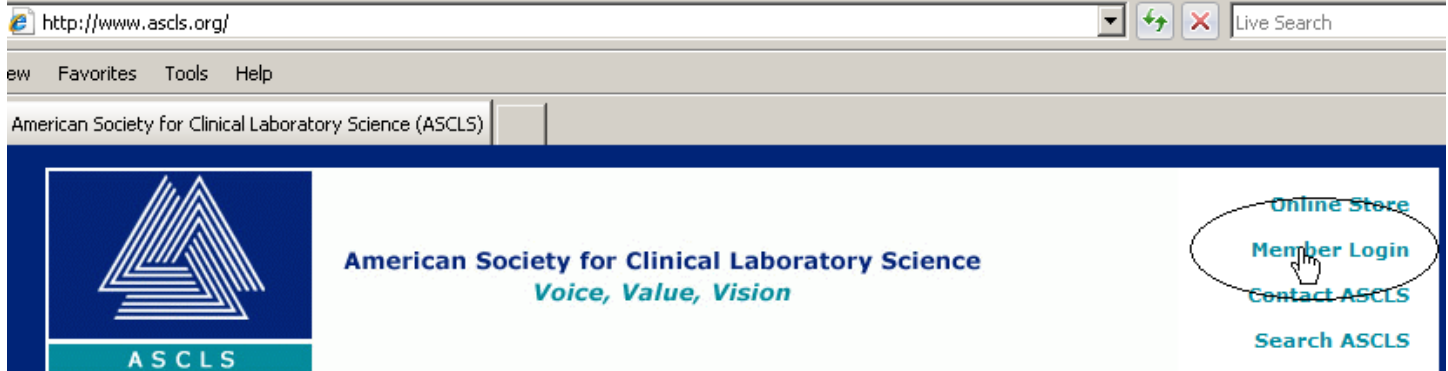 http://www.ascls.org/
Live Search
ew Favorites Tools Help
American Society for Clinical Laboratory Science (ASCLS)
ASCLS
American Society for Clinical Laboratory Science
Voice, Value, Vision
Online Store
Member Login
Contact ASCLS
Search ASCLS